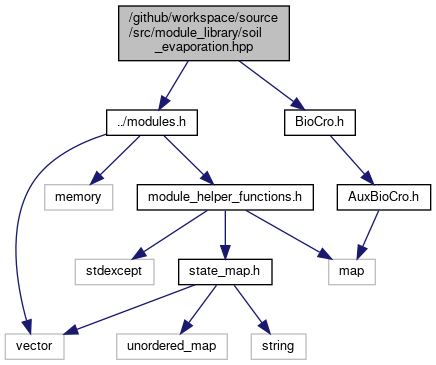 /github/workspace/source
/src/module_library/soil
_evaporation.hpp
../modules.h
BioCro.h
memory
module_helper_functions.h
AuxBioCro.h
stdexcept
state_map.h
map
vector
unordered_map
string